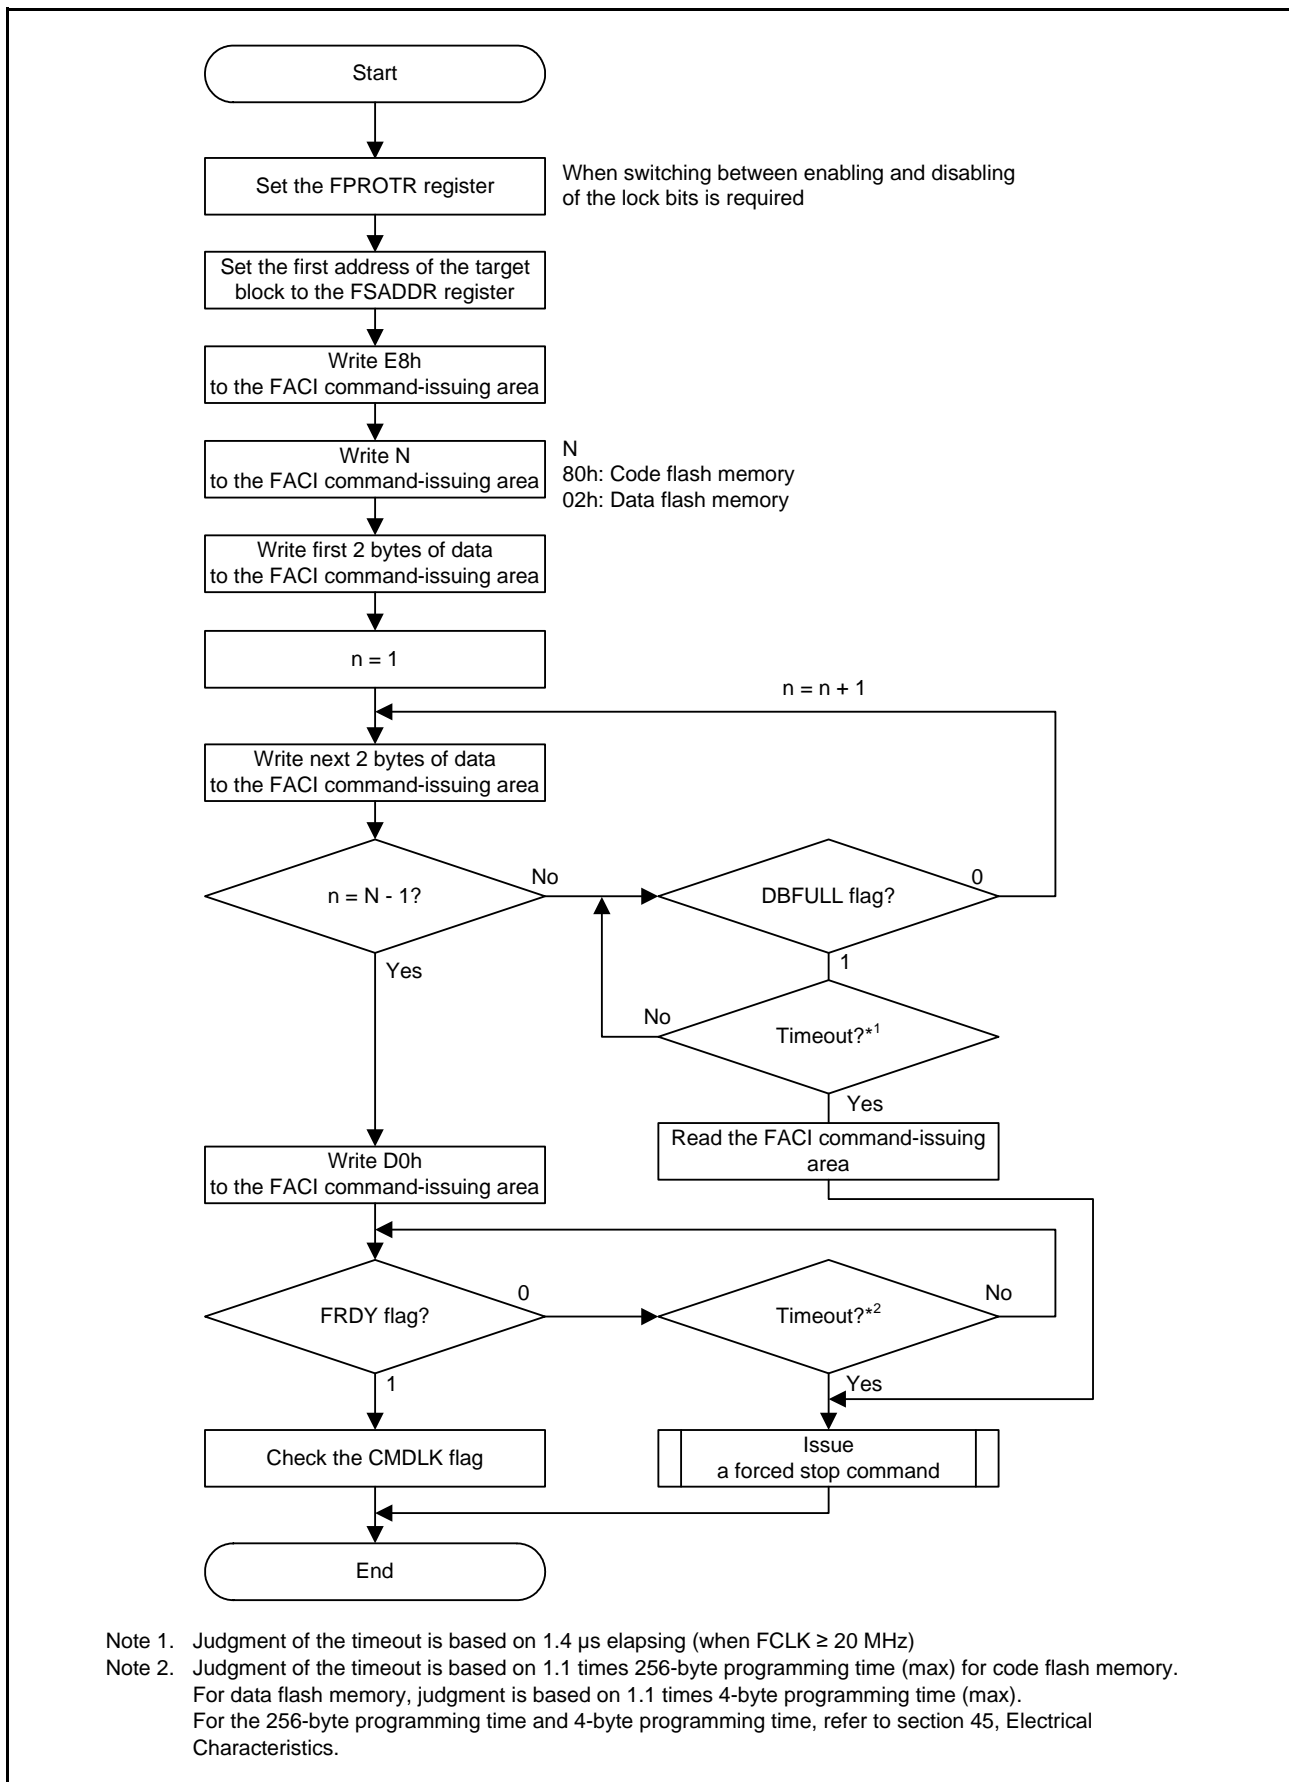 Start
Set the FPROTR register
When switching between enabling and disabling
of the lock bits is required
Set the first address of the target
block to the FSADDR register
Write E8h
to the FACI command-issuing area
Write N
to the FACI command-issuing area
N
80h: Code flash memory
02h: Data flash memory
Write first 2 bytes of data
to the FACI command-issuing area
n = 1
n = n + 1
Write next 2 bytes of data
to the FACI command-issuing area
n = N - 1?
No
DBFULL flag?
0
Yes
1
No
Timeout?*1
Yes
Read the FACI command-issuing
area
Write D0h
to the FACI command-issuing area
FRDY flag?
0
Timeout?*2
No
1
Yes
Check the CMDLK flag
Issue
a forced stop command
End
Note 1. Judgment of the timeout is based on 1.4 µs elapsing (when FCLK ≥ 20 MHz)
Note 2. Judgment of the timeout is based on 1.1 times 256-byte programming time (max) for code flash memory.
For data flash memory, judgment is based on 1.1 times 4-byte programming time (max).
For the 256-byte programming time and 4-byte programming time, refer to section 45, Electrical
Characteristics.